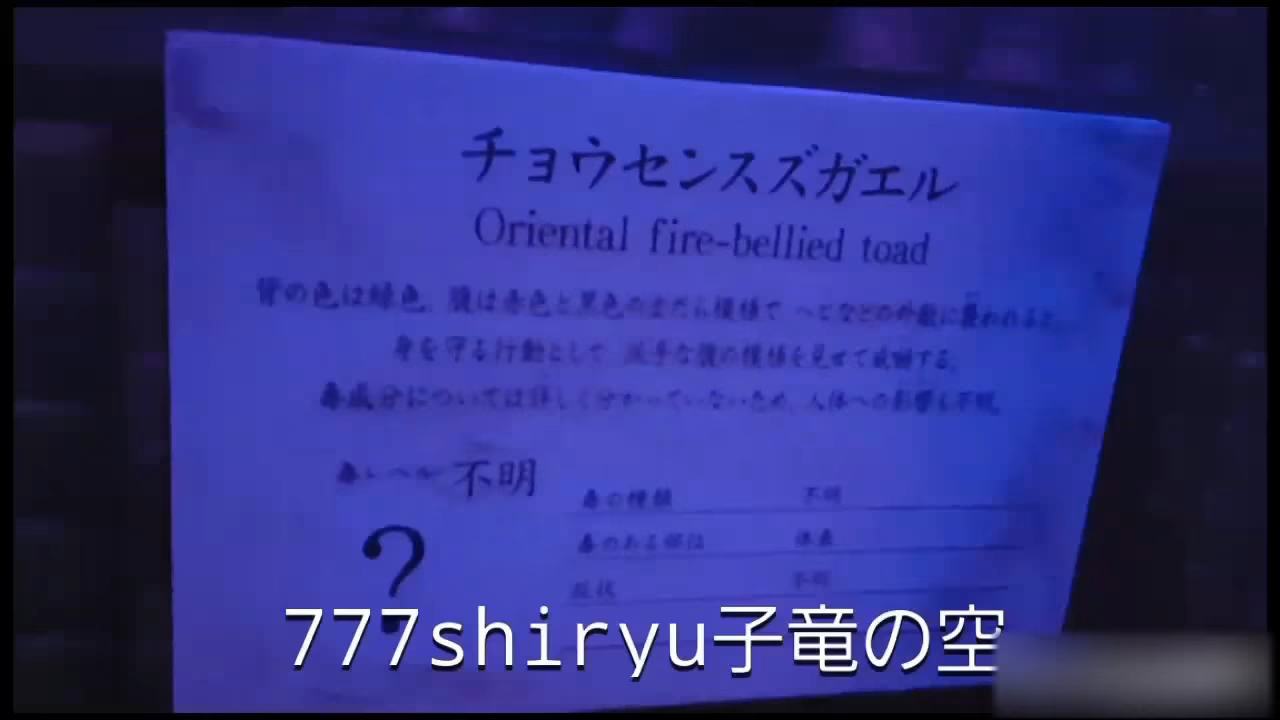 チョウセンスズガエル
Oriental fire-bellied toad
背の色は緑色、腹は赤色と黒色のまだら模様で ヘビなどの外敵に襲われると、
身を守る行動として、派手な腹の模様を見せて威嚇する。
毒成分については詳しく分かっていないため、人体への影響も不明。
毒レベル 不明
?
毒の種類 不明
毒のある部位 体表
症状 不明
777shiryu子竜の空